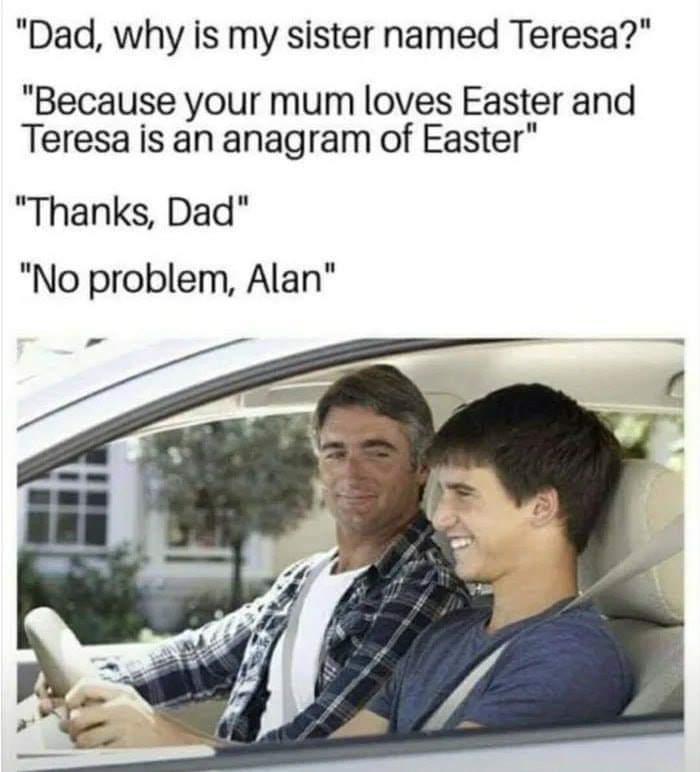 "Dad, why is my sister named Teresa?"
"Because your mum loves Easter and
Teresa is an anagram of Easter"
"Thanks, Dad"
"No problem, Alan"